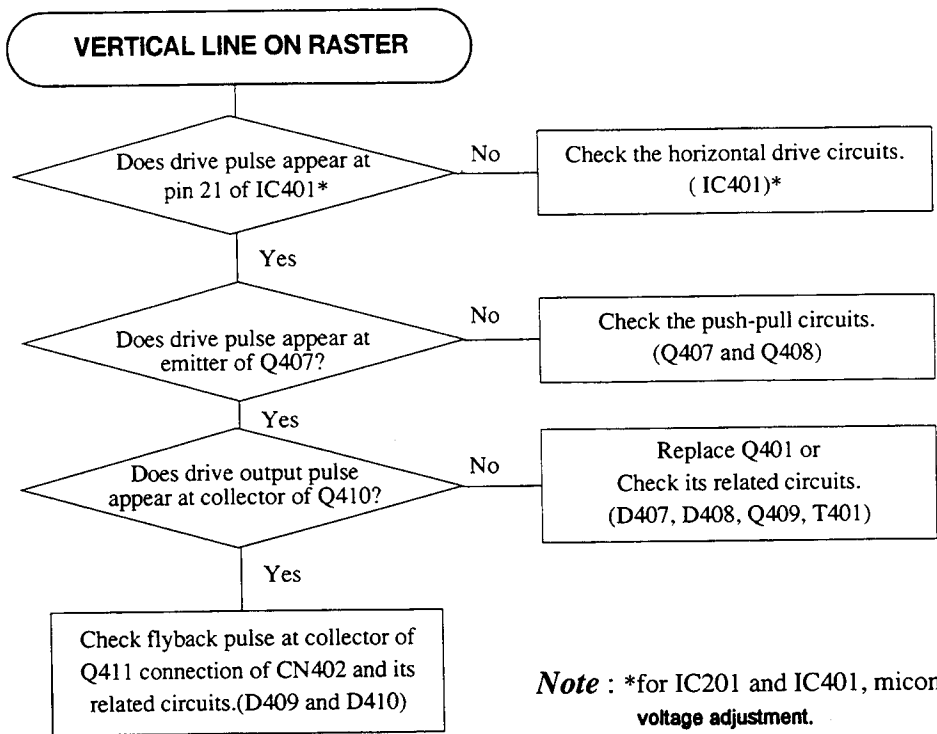 VERTICAL LINE ON RASTER
Does drive pulse appear at
pin 21 of IC401*
No
Check the horizontal drive circuits.
( IC401)*
Yes
Does drive pulse appear at
emitter of Q407?
No
Check the push-pull circuits.
(Q407 and Q408)
Yes
Does drive output pulse
appear at collector of Q410?
No
Replace Q401 or
Check its related circuits.
(D407, D408, Q409, T401)
Yes
Check flyback pulse at collector of
Q411 connection of CN402 and its
related circuits.(D409 and D410)
Note : *for IC201 and IC401, micon
voltage adjustment.